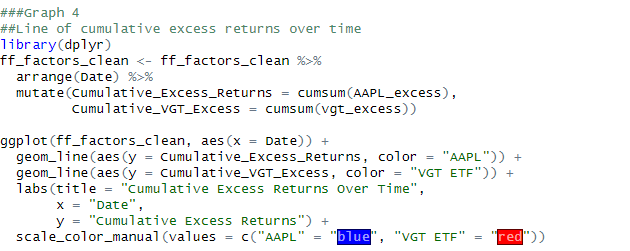 ###Graph 4
##Line of cumulative excess returns over time
library(dplyr)
ff_factors_clean <- ff_factors_clean %>%
  arrange(Date) %>%
  mutate(Cumulative_Excess_Returns = cumsum(AAPL_excess),
         Cumulative_VGT_Excess = cumsum(vgt_excess))

ggplot(ff_factors_clean, aes(x = Date)) +
  geom_line(aes(y = Cumulative_Excess_Returns, color = "AAPL")) +
  geom_line(aes(y = Cumulative_VGT_Excess, color = "VGT ETF")) +
  labs(title = "Cumulative Excess Returns Over Time",
       x = "Date",
       y = "Cumulative Excess Returns") +
  scale_color_manual(values = c("AAPL" = "blue", "VGT ETF" = "red"))